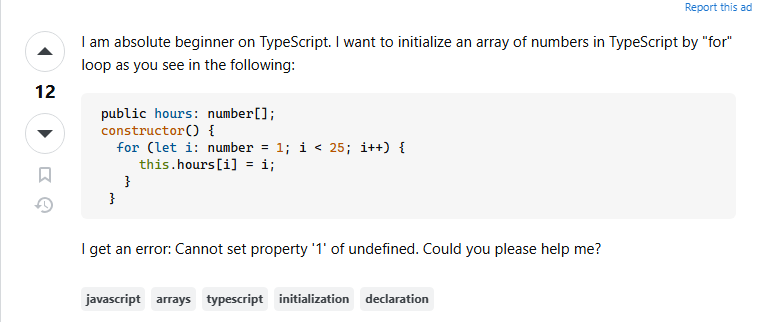 Report this ad
I am absolute beginner on TypeScript. I want to initialize an array of numbers in TypeScript by "for"
loop as you see in the following:
12
public hours: number[];
constructor() {
for (let i: number = 1; i < 25; i++) {
this.hours[i] = i;
}
}
I get an error: Cannot set property '1' of undefined. Could you please help me?
javascript arrays typescript initialization declaration